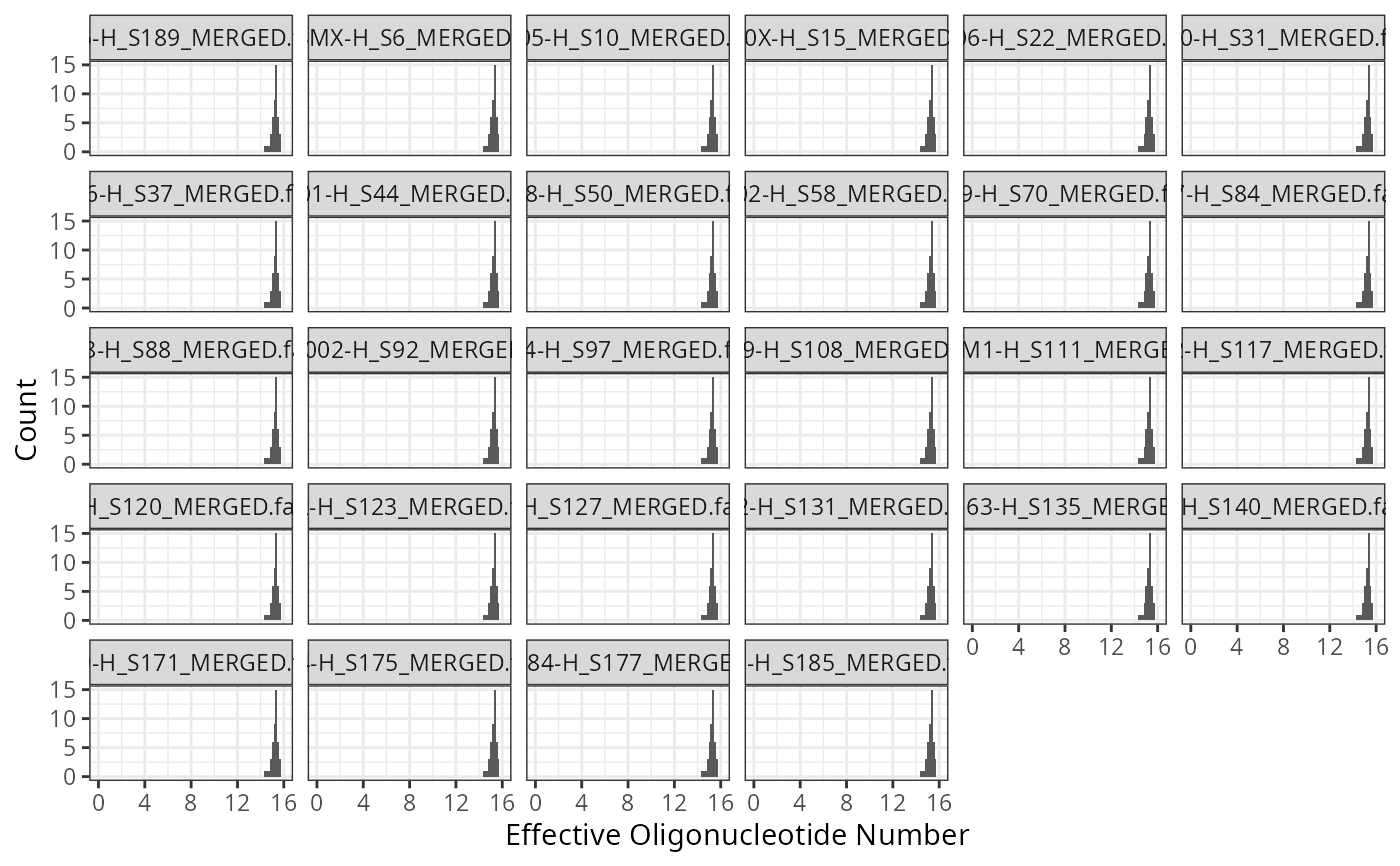 -H_S189_MERGED.
MX-H_S6_MERGED
05-H_S10_MERGED.
0X-H_S15_MERGED
06-H_S22_MERGED.
0-H_S31_MERGED.f
15
10
5
0
6-H_S37_MERGED.f
01-H_S44_MERGED.
8-H_S50_MERGED.f
02-H_S58_MERGED.
9-H_S70_MERGED.f
7-H_S84_MERGED.fa
15
10
5
0
8-H_S88_MERGED.fa
002-H_S92_MERGE
4-H_S97_MERGED.f
9-H_S108_MERGED
M1-H_S111_MERGE
2-H_S117_MERGED.
15
10
5
0
H_S120_MERGED.fa
-H_S123_MERGED.
H_S127_MERGED.fa
2-H_S131_MERGED.
63-H_S135_MERGE
H_S140_MERGED.fa
15
10
5
0
0 4 8 12 16
0 4 8 12 16
-H_S171_MERGED.
-H_S175_MERGED.
84-H_S177_MERGE
-H_S185_MERGED.
15
10
5
0
0 4 8 12 16
0 4 8 12 16
0 4 8 12 16
0 4 8 12 16
Count
Effective Oligonucleotide Number